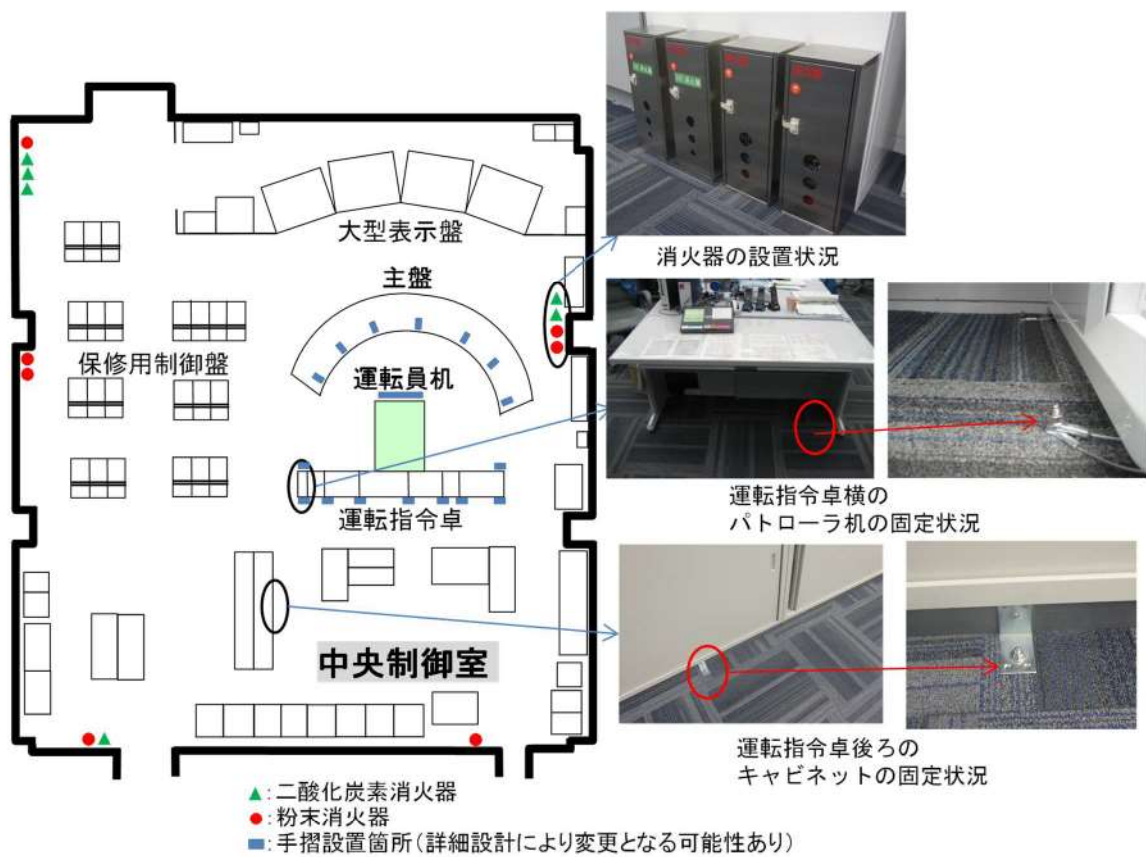 大型表示盤
主盤
保修用制御盤
運転員机
運転指令卓
中央制御室
消火器の設置状況
運転指令卓横の
パトローラ机の固定状況
運転指令卓後ろの
キャビネットの固定状況
▲:二酸化炭素消火器
●:粉末消火器
■:手摺設置箇所(詳細設計により変更となる可能性あり)